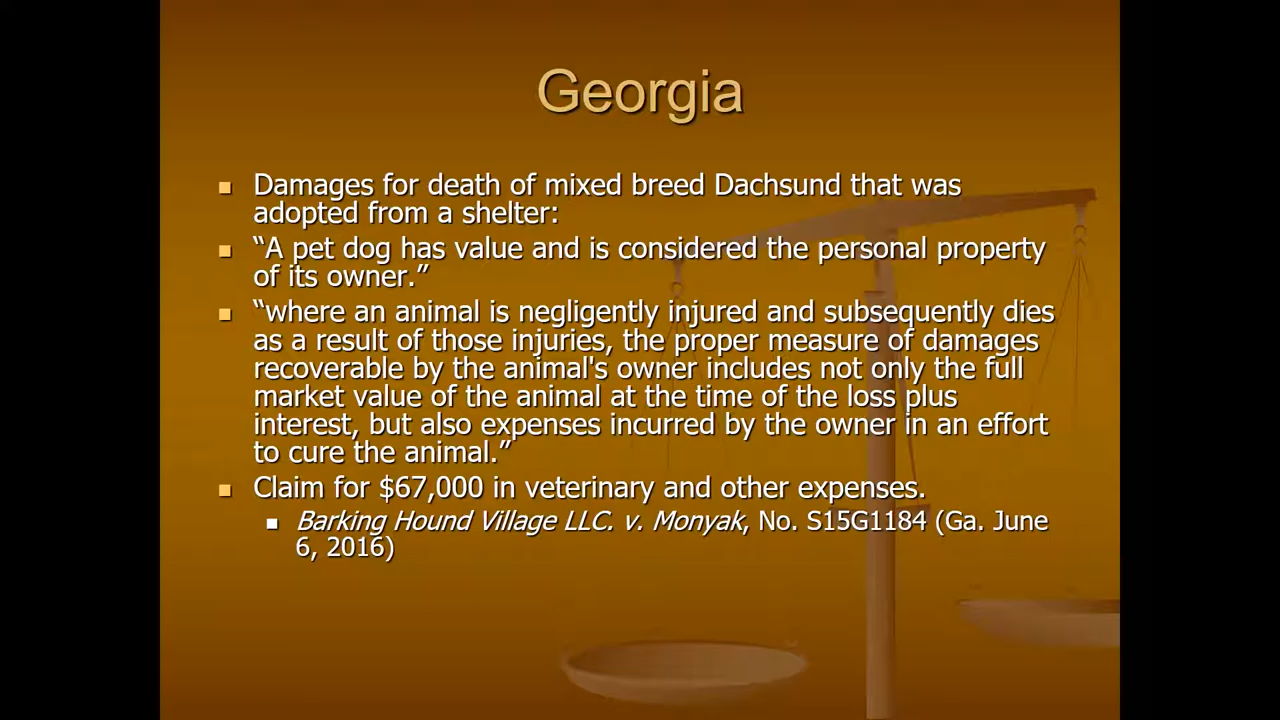 Georgia
Damages for death of mixed breed Dachsund that was
adopted from a shelter:
“A pet dog has value and is considered the personal property
of its owner.”
“where an animal is negligently injured and subsequently dies
as a result of those injuries, the proper measure of damages
recoverable by the animal's owner includes not only the full
market value of the animal at the time of the loss plus
interest, but also expenses incurred by the owner in an effort
to cure the animal.”
Claim for $67,000 in veterinary and other expenses.
Barking Hound Village LLC. v. Monyak, No. S15G1184 (Ga. June
6, 2016)